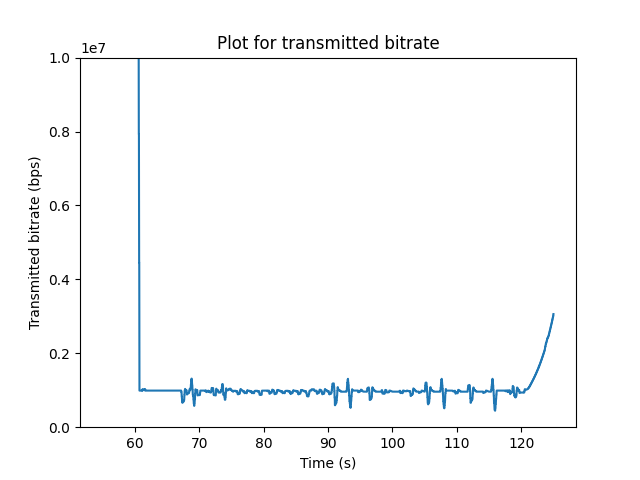 Plot for transmitted bitrate
1e7
1.0
0.8
0.6
0.4
0.2
0.0
Transmitted bitrate (bps)
60 70 80 90 100 110 120
Time (s)